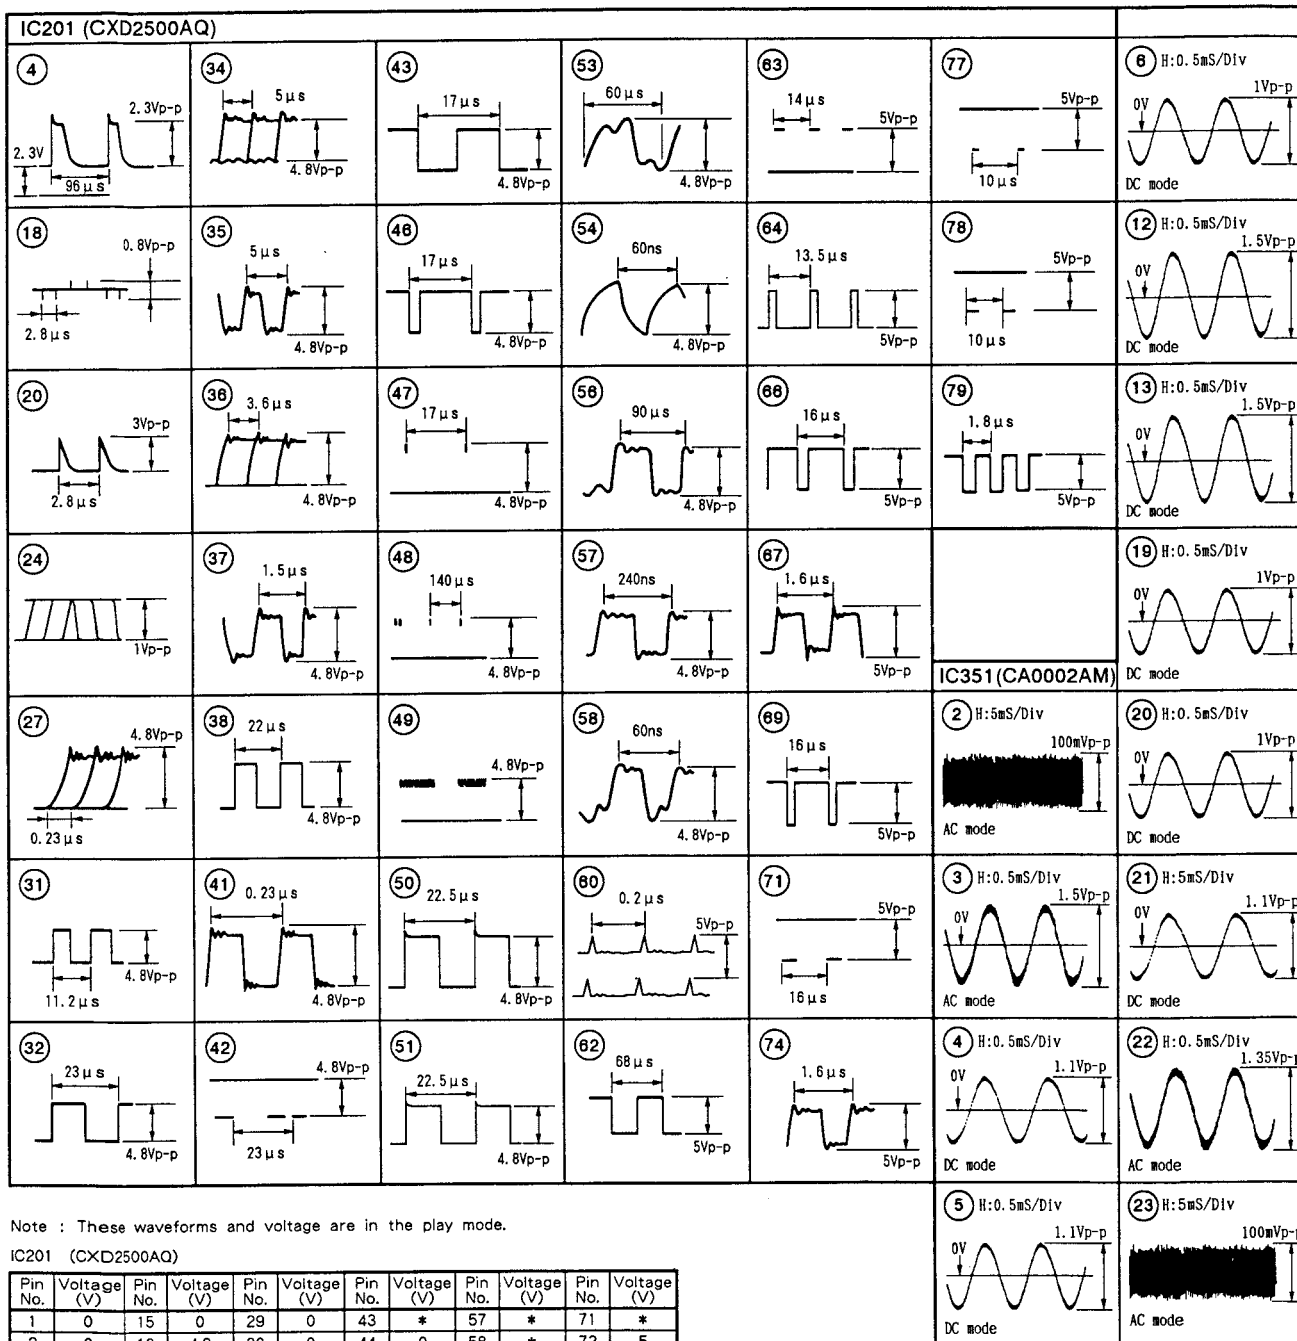 IC201 (CXD2500AQ)
4
2.3Vp-p
2.3V
96μs
34
5μs
4.8Vp-p
43
17μs
4.8Vp-p
53
60μs
4.8Vp-p
63
14μs
5Vp-p
77
5Vp-p
10μs
6 H:0.5mS/Div
1Vp-p
0V
DC mode
18
0.8Vp-p
2.8μs
35
5μs
4.8Vp-p
46
17μs
4.8Vp-p
54
60ns
4.8Vp-p
64
13.5μs
5Vp-p
78
5Vp-p
10μs
12 H:0.5mS/Div
1.5Vp-p
0V
DC mode
20
3Vp-p
2.8μs
36
3.6μs
4.8Vp-p
47
17μs
4.8Vp-p
56
90μs
4.8Vp-p
66
16μs
5Vp-p
79
1.8μs
5Vp-p
13 H:0.5mS/Div
1.5Vp-p
0V
DC mode
24
1Vp-p
37
1.5μs
4.8Vp-p
48
140μs
4.8Vp-p
57
240ns
4.8Vp-p
67
1.6μs
5Vp-p
19 H:0.5mS/Div
1Vp-p
0V
DC mode
IC351(CA0002AM)
27
4.8Vp-p
0.23μs
38
22μs
4.8Vp-p
49
4.8Vp-p
58
60ns
4.8Vp-p
69
16μs
5Vp-p
2 H:5mS/Div
100mVp-p
AC mode
20 H:0.5mS/Div
1Vp-p
0V
DC mode
31
4.8Vp-p
11.2μs
41
0.23μs
4.8Vp-p
50
22.5μs
4.8Vp-p
60
0.2μs
5Vp-p
71
5Vp-p
16μs
3 H:0.5mS/Div
1.5Vp-p
0V
AC mode
21 H:5mS/Div
1.1Vp-p
0V
DC mode
32
23μs
4.8Vp-p
42
4.8Vp-p
23μs
51
22.5μs
4.8Vp-p
62
68μs
5Vp-p
74
1.6μs
5Vp-p
4 H:0.5mS/Div
1.1Vp-p
0V
DC mode
22 H:0.5mS/Div
1.35Vp-p
AC mode
5 H:0.5mS/Div
1.1Vp-p
0V
DC mode
23 H:5mS/Div
100mVp-p
AC mode
Note : These waveforms and voltage are in the play mode.
IC201 (CXD2500AQ)
Pin No. Voltage (V) Pin No. Voltage (V) Pin No. Voltage (V) Pin No. Voltage (V) Pin No. Voltage (V) Pin No. Voltage (V)
1 0 15 0 29 0 43 * 57 * 71 *